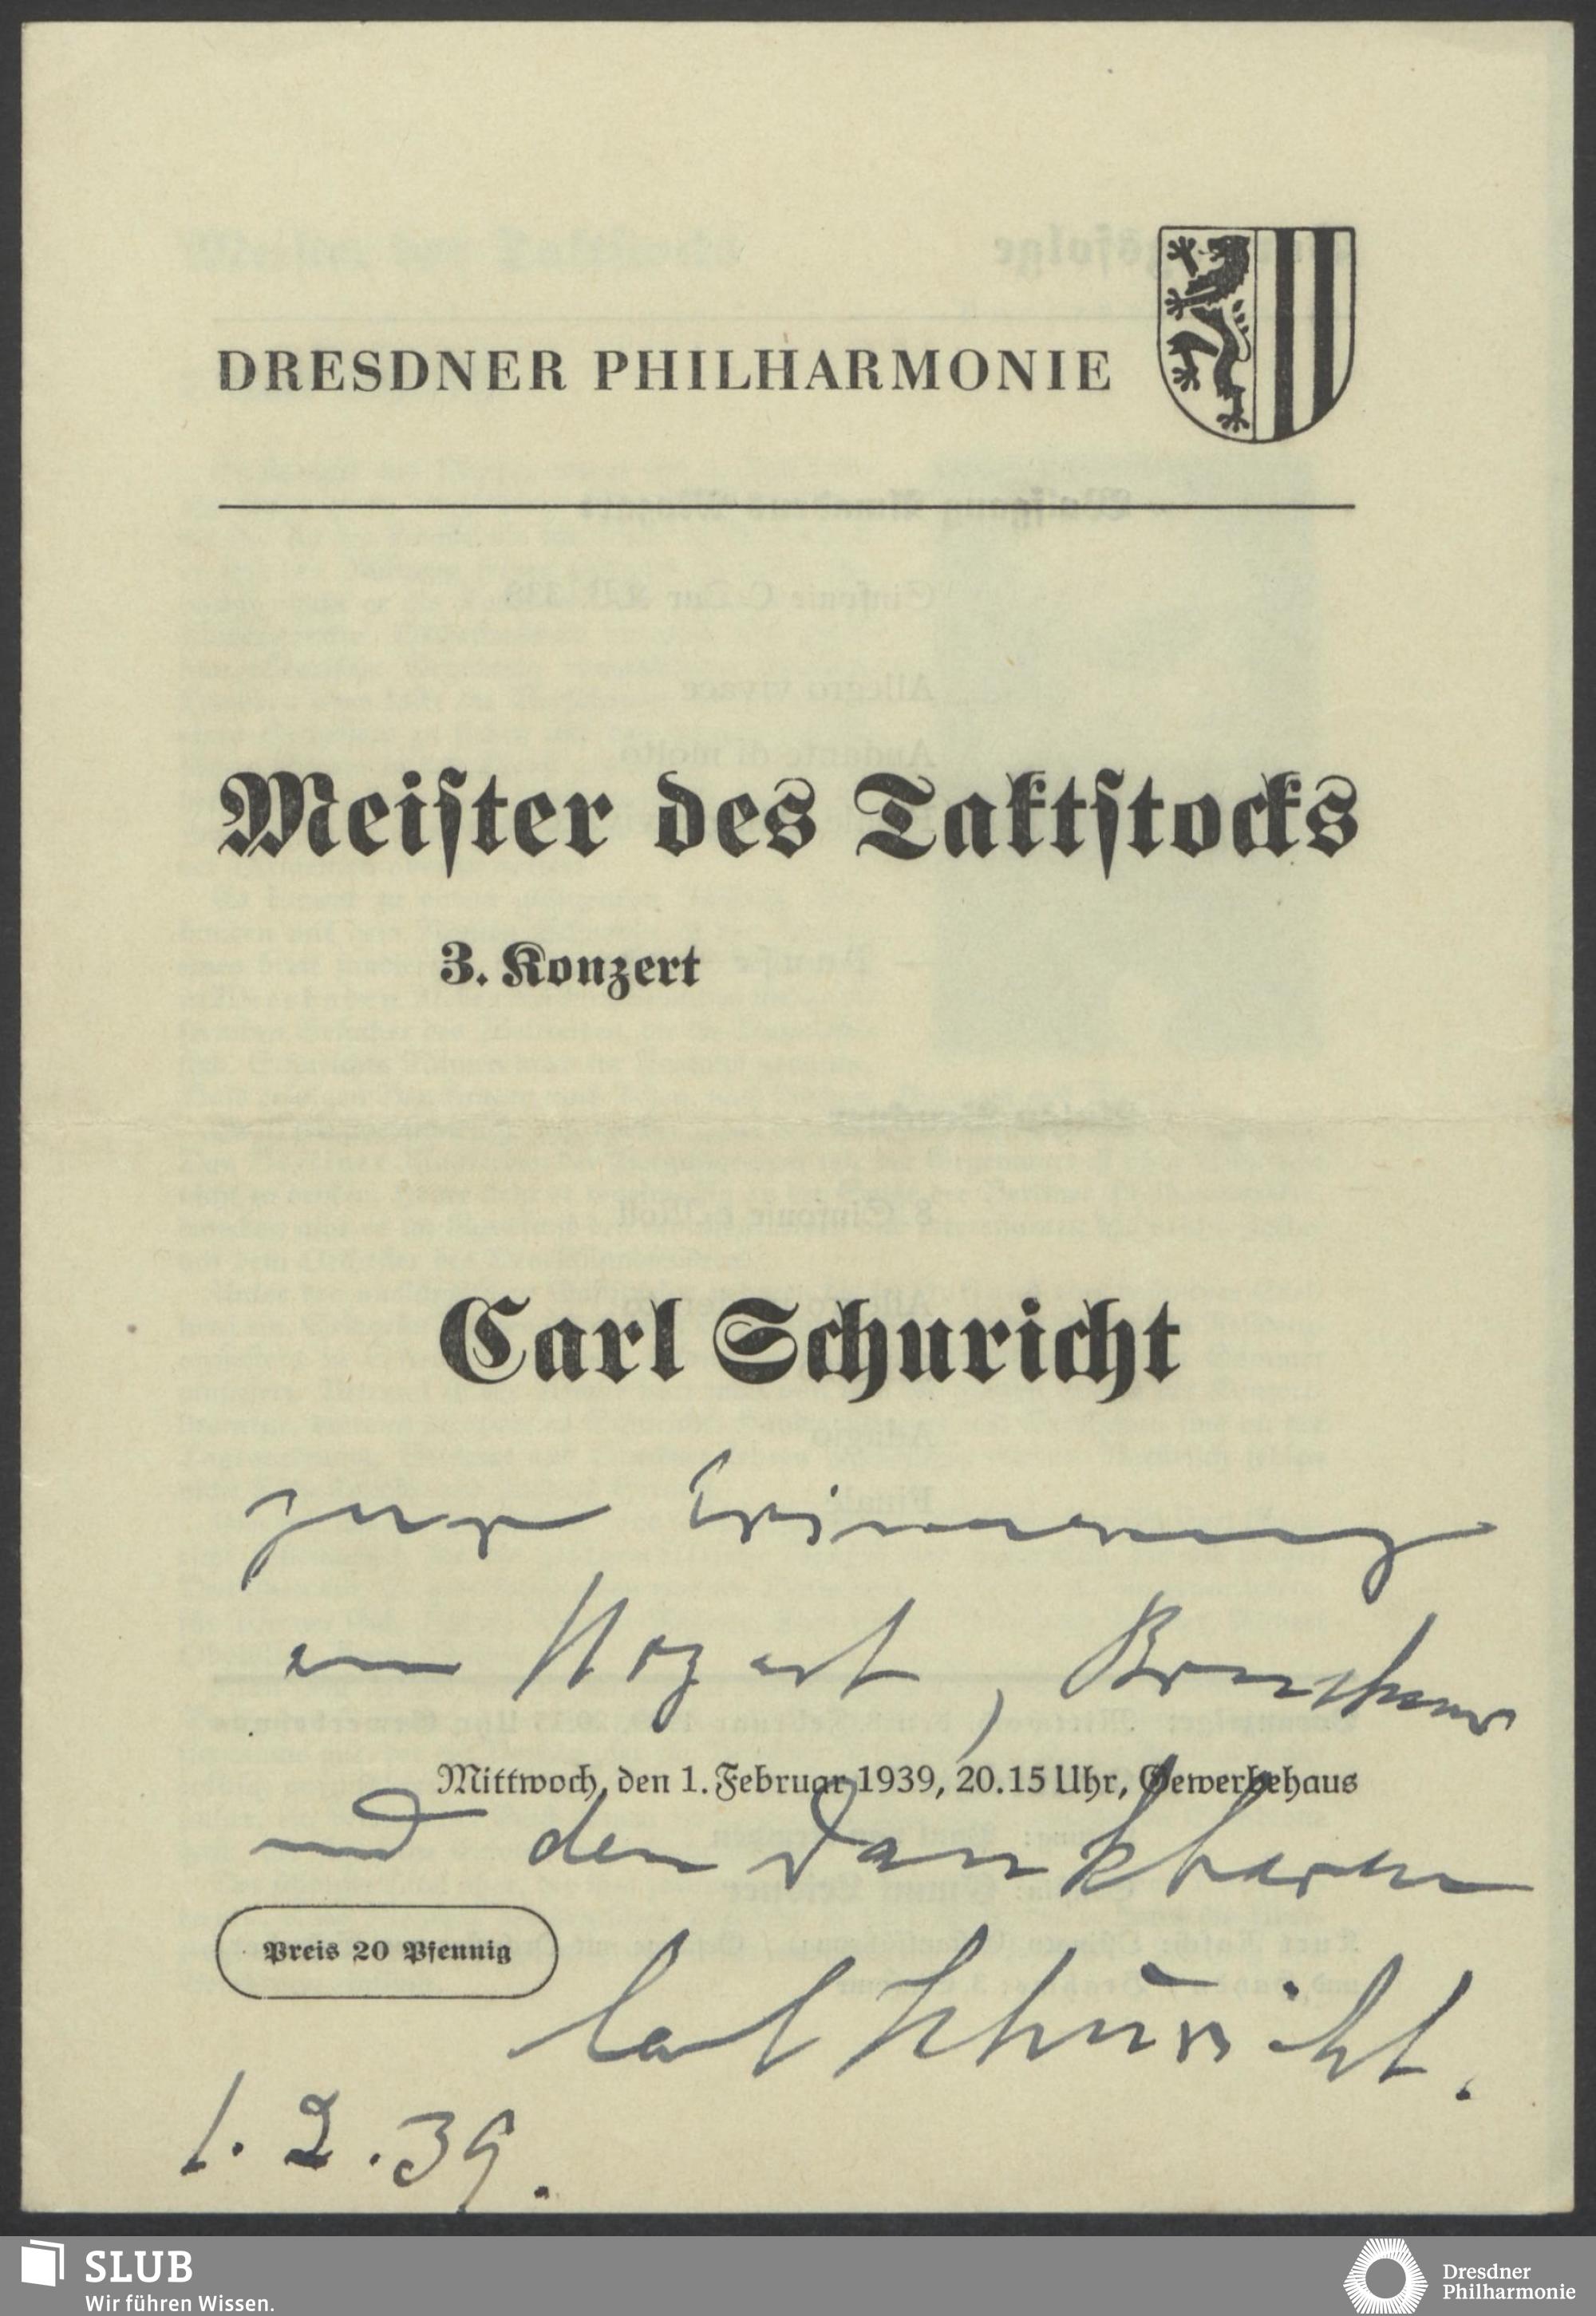 DRESDNER PHILHARMONIE
Meister des Taktstocks
3. Konzert
Carl Schuricht
zur Erinnerung
an Mozart, Bruckner
Mittwoch, den 1. Februar 1939, 20.15 Uhr, Gewerbehaus
und den dankbaren
Preis 20 Pfennig
Carl Schuricht.
1. 2. 39.
SLUB
Wir führen Wissen.
Dresdner
Philharmonie